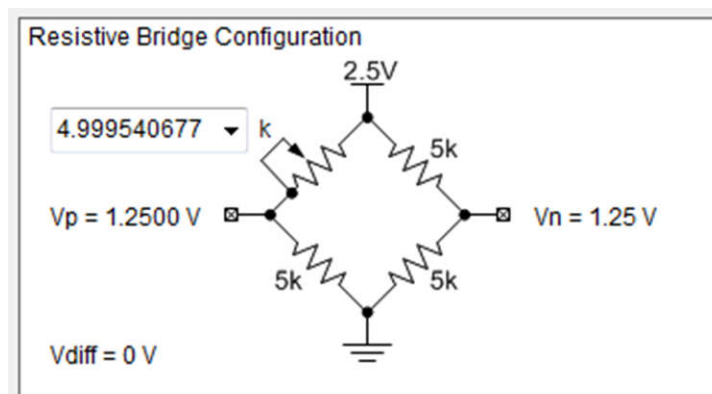 Resistive Bridge Configuration
2.5V
4.999540677 k
5k
Vp = 1.2500 V
Vn = 1.25 V
5k
5k
Vdiff = 0 V